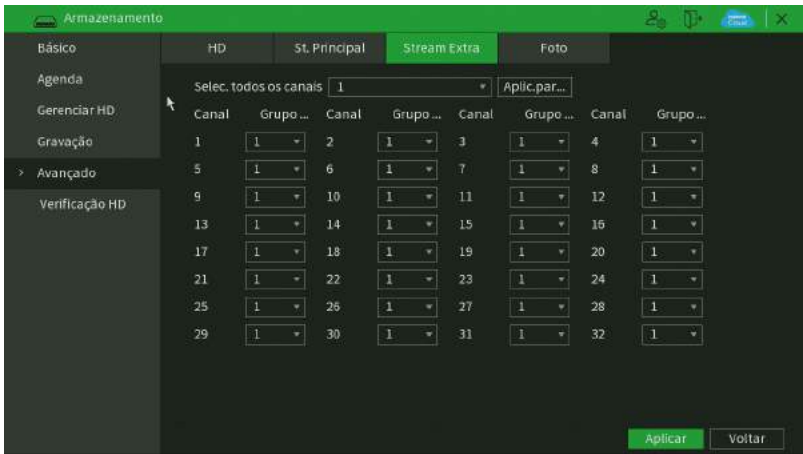 Armazenamento
Básico
Agenda
Gerenciar HD
Gravação
> Avançado
Verificação HD
HD St. Principal Stream Extra Foto
Selec. todos os canais 1 Aplic.par...
Canal Grupo ... Canal Grupo ... Canal Grupo ... Canal Grupo ...
1 1 2 1 3 1 4 1
5 1 6 1 7 1 8 1
9 1 10 1 11 1 12 1
13 1 14 1 15 1 16 1
17 1 18 1 19 1 20 1
21 1 22 1 23 1 24 1
25 1 26 1 27 1 28 1
29 1 30 1 31 1 32 1
Aplicar Voltar